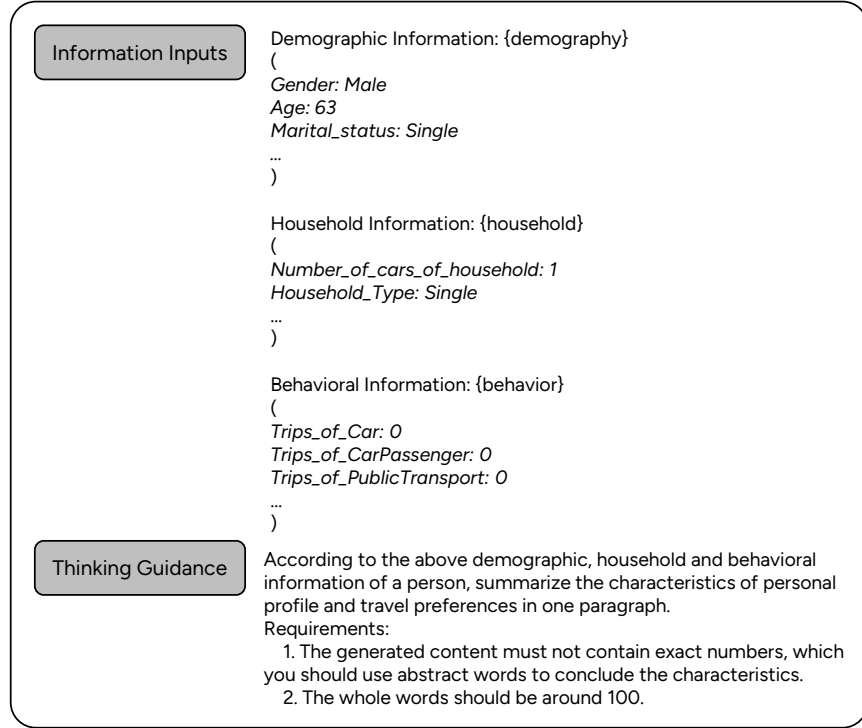 Information Inputs
Demographic Information: {demography}
(
Gender: Male
Age: 63
Marital_status: Single
...
)
Household Information: {household}
(
Number_of_cars_of_household: 1
Household_Type: Single
...
)
Behavioral Information: {behavior}
(
Trips_of_Car: 0
Trips_of_CarPassenger: 0
Trips_of_PublicTransport: 0
...
)
Thinking Guidance
According to the above demographic, household and behavioral
information of a person, summarize the characteristics of personal
profile and travel preferences in one paragraph.
Requirements:
1. The generated content must not contain exact numbers, which
you should use abstract words to conclude the characteristics.
2. The whole words should be around 100.